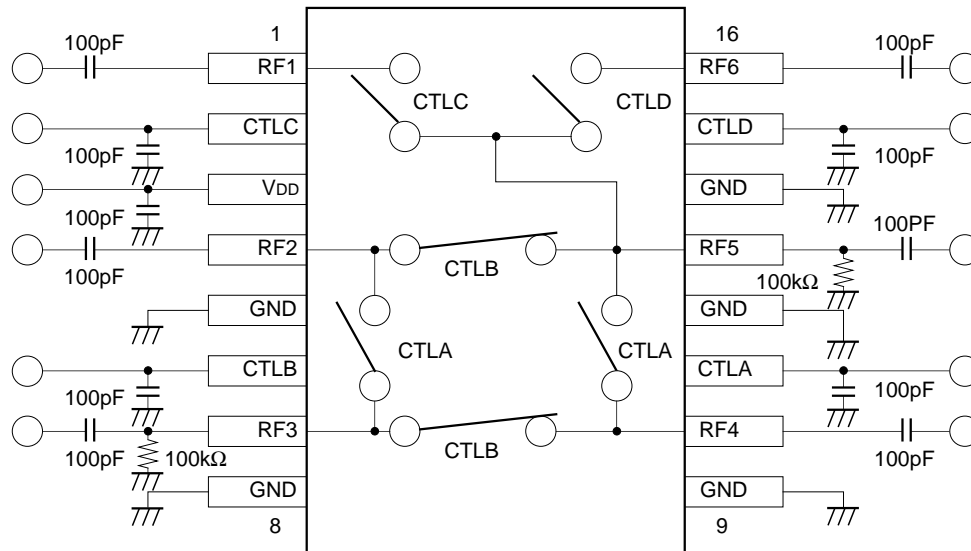 1
16
100pF
RF1
RF6
100pF
CTLC
CTLD
CTLC
CTLD
100pF
100pF
VDD
GND
100pF
100PF
RF2
RF5
100pF
CTLB
100kΩ
GND
GND
CTLA
CTLA
CTLB
CTLA
100pF
100pF
RF3
RF4
100pF
100kΩ
CTLB
100pF
GND
GND
8
9